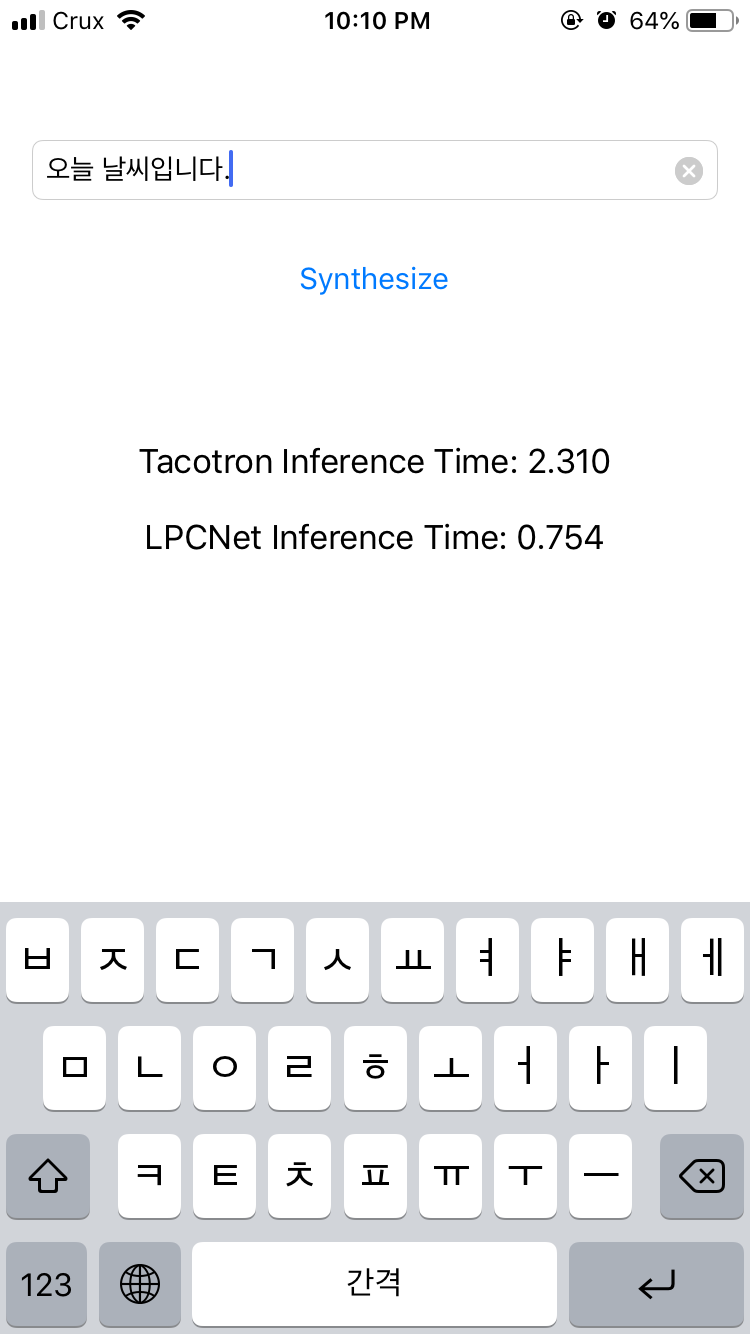 Crux 10:10 PM 64%
오늘 날씨입니다.
Synthesize
Tacotron Inference Time: 2.310
LPCNet Inference Time: 0.754
ㅂ ㅈ ㄷ ㄱ ㅅ ㅛ ㅕ ㅑ ㅐ ㅔ
ㅁ ㄴ ㅇ ㄹ ㅎ ㅗ ㅓ ㅏ ㅣ
ㅋ ㅌ ㅊ ㅍ ㅠ ㅜ ㅡ
123 간격